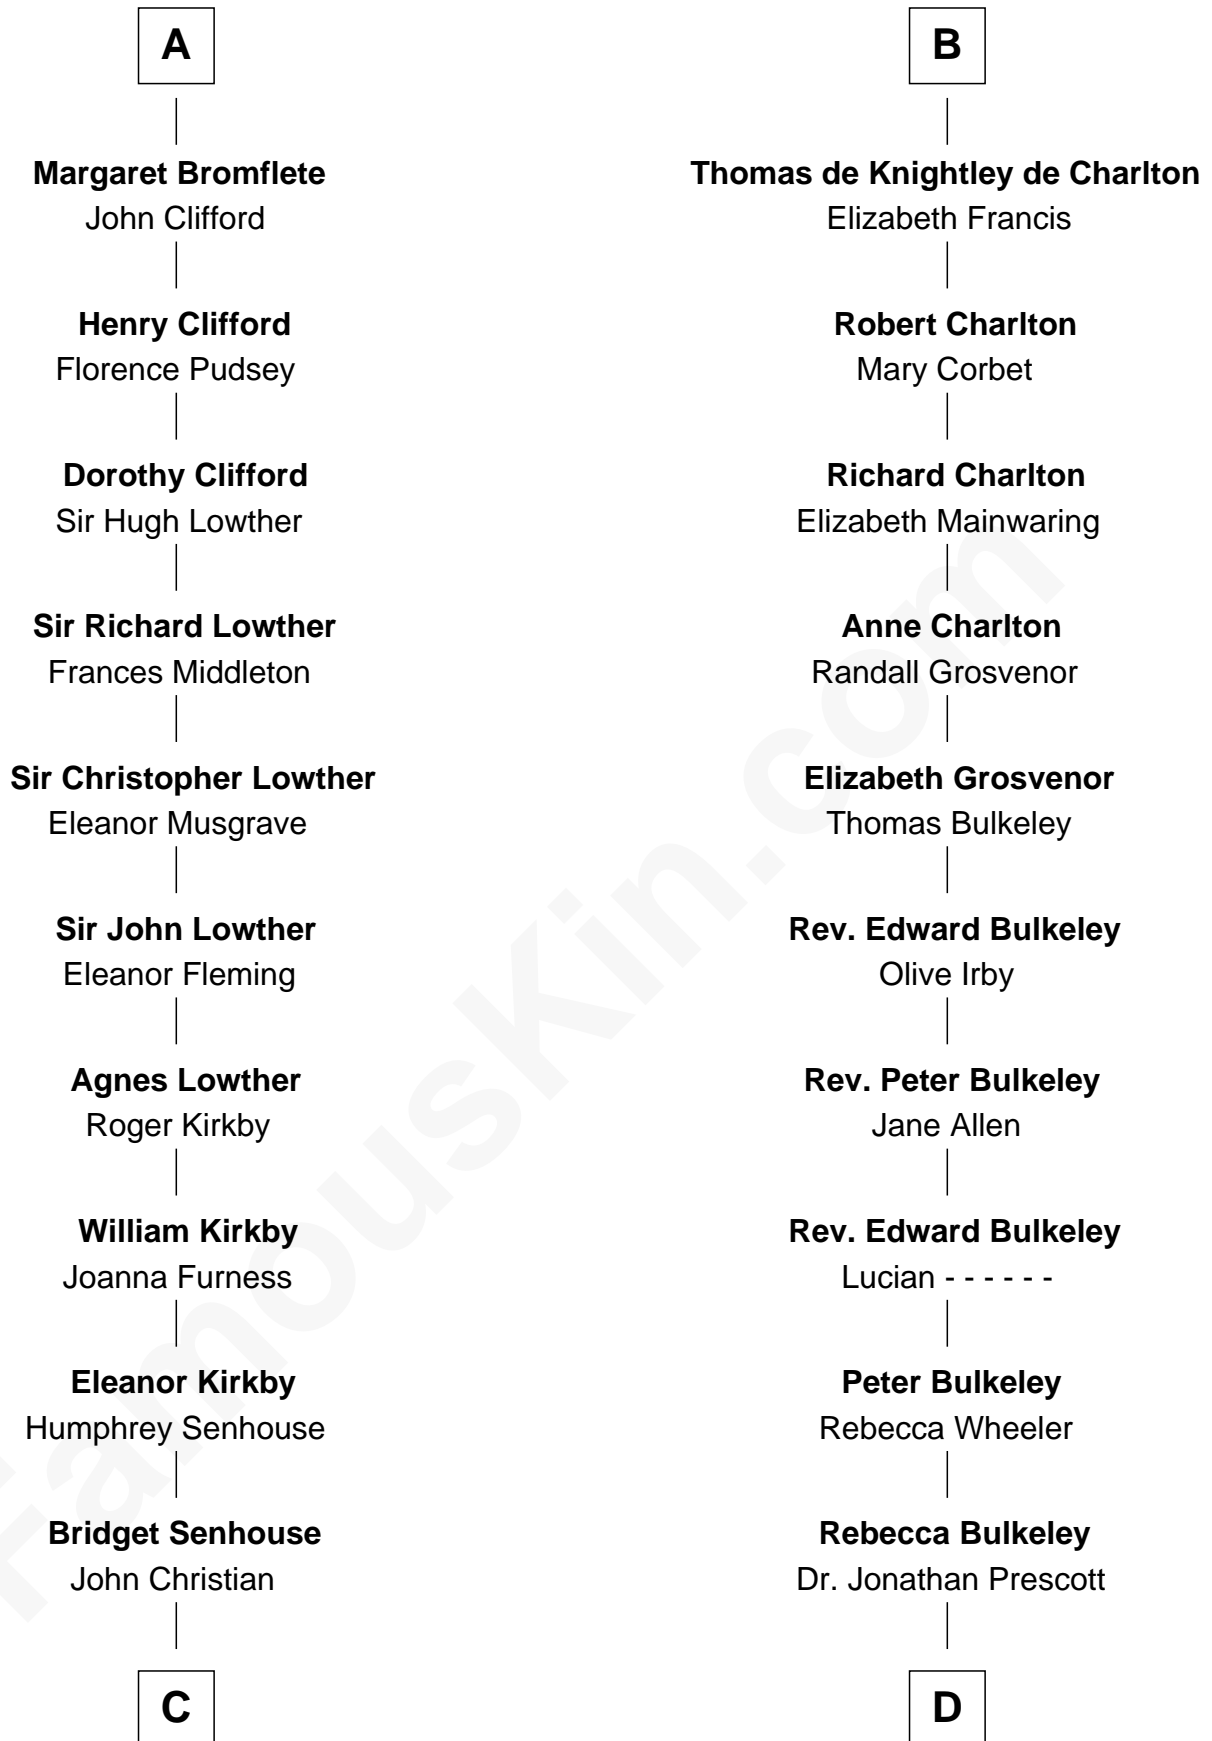 A
Margaret Bromflete
John Clifford
Henry Clifford
Florence Pudsey
Dorothy Clifford
Sir Hugh Lowther
Sir Richard Lowther
Frances Middleton
Sir Christopher Lowther
Eleanor Musgrave
Sir John Lowther
Eleanor Fleming
Agnes Lowther
Roger Kirkby
William Kirkby
Joanna Furness
Eleanor Kirkby
Humphrey Senhouse
Bridget Senhouse
John Christian
C
B
Thomas de Knightley de Charlton
Elizabeth Francis
Robert Charlton
Mary Corbet
Richard Charlton
Elizabeth Mainwaring
Anne Charlton
Randall Grosvenor
Elizabeth Grosvenor
Thomas Bulkeley
Rev. Edward Bulkeley
Olive Irby
Rev. Peter Bulkeley
Jane Allen
Rev. Edward Bulkeley
Lucian - - - - - -
Peter Bulkeley
Rebecca Wheeler
Rebecca Bulkeley
Dr. Jonathan Prescott
D
FamousKin.com